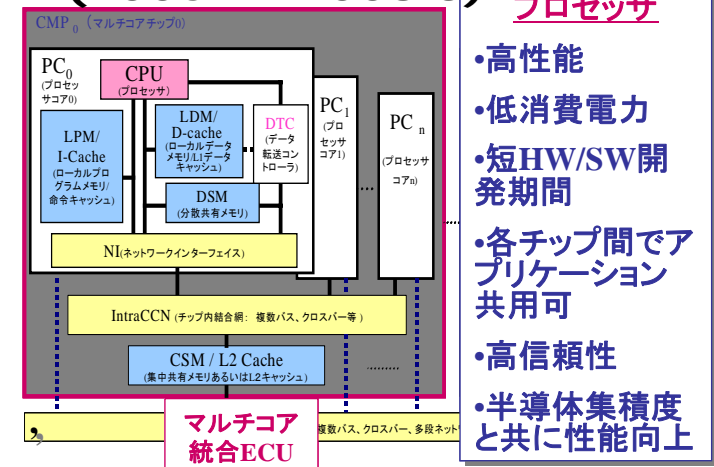 プロセッサ
CMP 0 (マルチコアチップ0)
PC0
(プロセッ
サコア0)
CPU
(プロセッサ)
LPM/
I-Cache
(ローカルプロ
グラムメモリ/
命令キャッシュ)
LDM/
D-cache
(ローカルデータ
メモリ/L1データ
キャッシュ)
DTC
(データ
転送コン
トローラ)
DSM
(分散共有メモリ)
NI(ネットワークインターフェイス)
PC1
(プロ
セッサ
コア1)
...
PC n
(プロセッサ
コアn)
IntraCCN (チップ内結合網: 複数バス、クロスバー等 )
CSM / L2 Cache
(集中共有メモリあるいはL2キャッシュ)
マルチコア
統合ECU
複数バス、クロスバー、多段ネット
•高性能
•低消費電力
•短HW/SW開
発期間
•各チップ間でア
プリケーション
共用可
•高信頼性
•半導体集積度
と共に性能向上